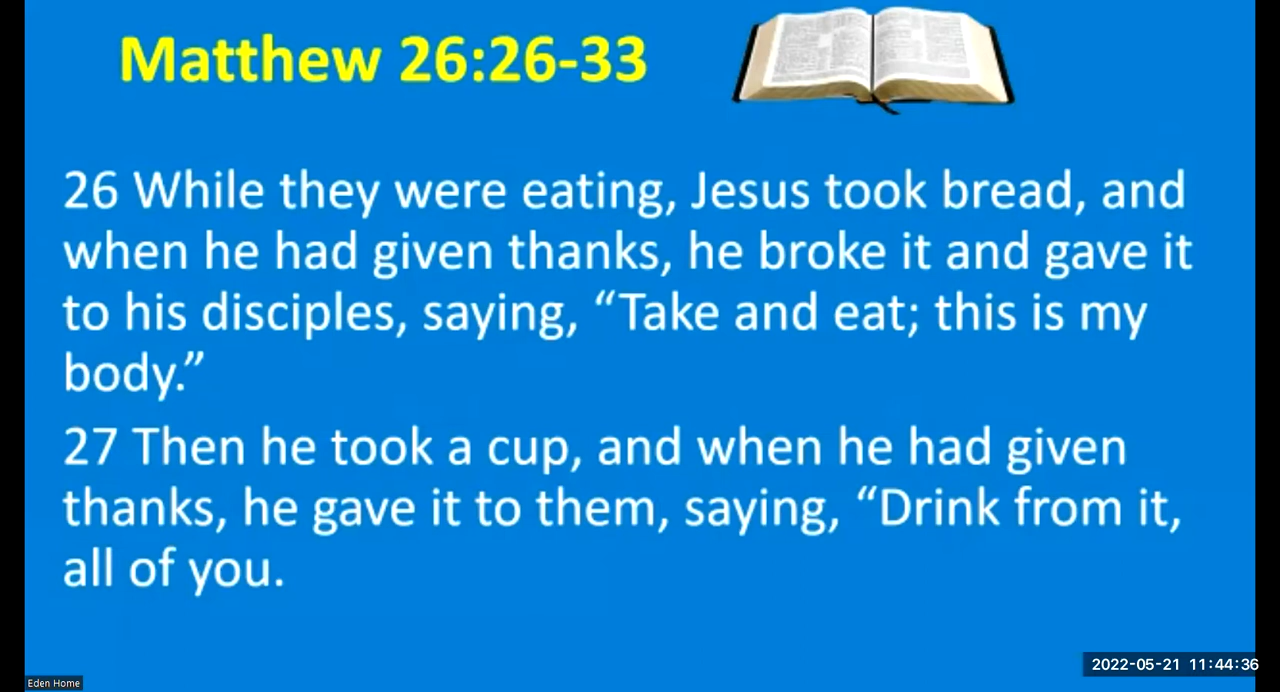 Matthew 26:26-33
26 While they were eating, Jesus took bread, and
when he had given thanks, he broke it and gave it
to his disciples, saying, “Take and eat; this is my
body.”
27 Then he took a cup, and when he had given
thanks, he gave it to them, saying, “Drink from it,
all of you.
2022-05-21 11:44:36
Eden Home